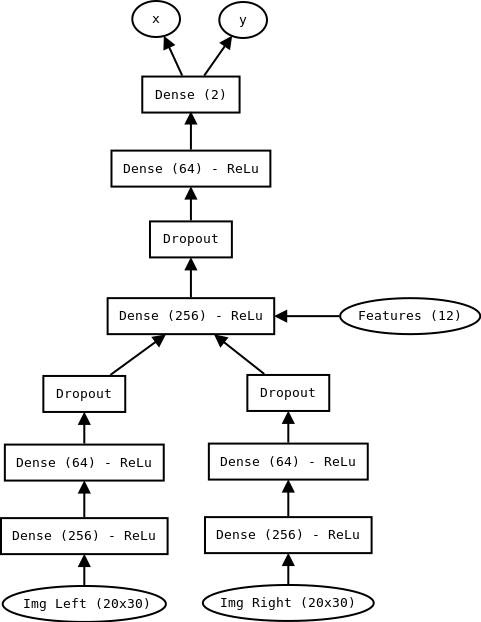 x
y
Dense (2)
Dense (64) - ReLu
Dropout
Dense (256) - ReLu
Features (12)
Dropout
Dropout
Dense (64) - ReLu
Dense (64) - ReLu
Dense (256) - ReLu
Dense (256) - ReLu
Img Left (20x30)
Img Right (20x30)